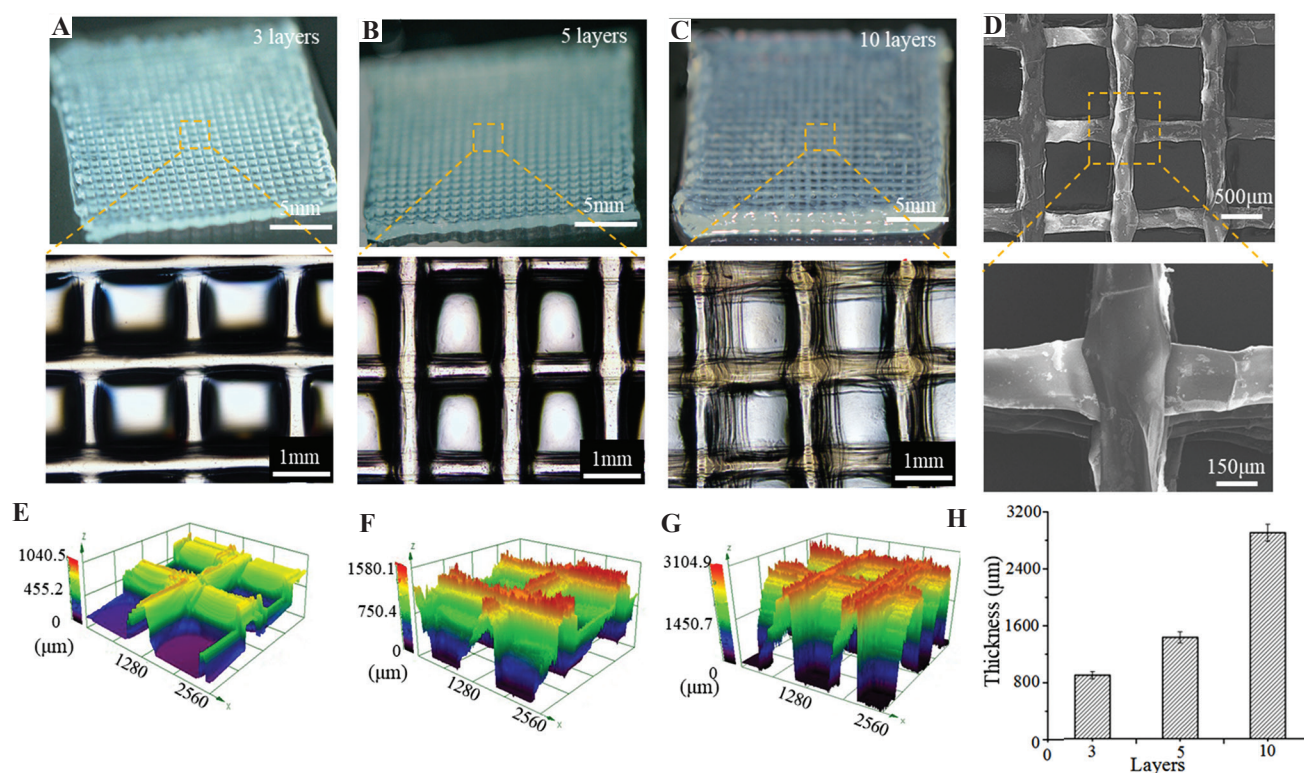 A
3 layers
5mm
1mm
B
5 layers
5mm
1mm
C
10 layers
5mm
1mm
D
500μm
150μm
E
1040.5
455.2
0
(μm)
1280
2560
z
x
F
1580.1
750.4
0
(μm)
1280
2560
z
x
G
3104.9
1450.7
0
(μm)
1280
2560
z
x
H
3200
2400
1600
800
0
Thickness (μm)
0
3
5
10
Layers